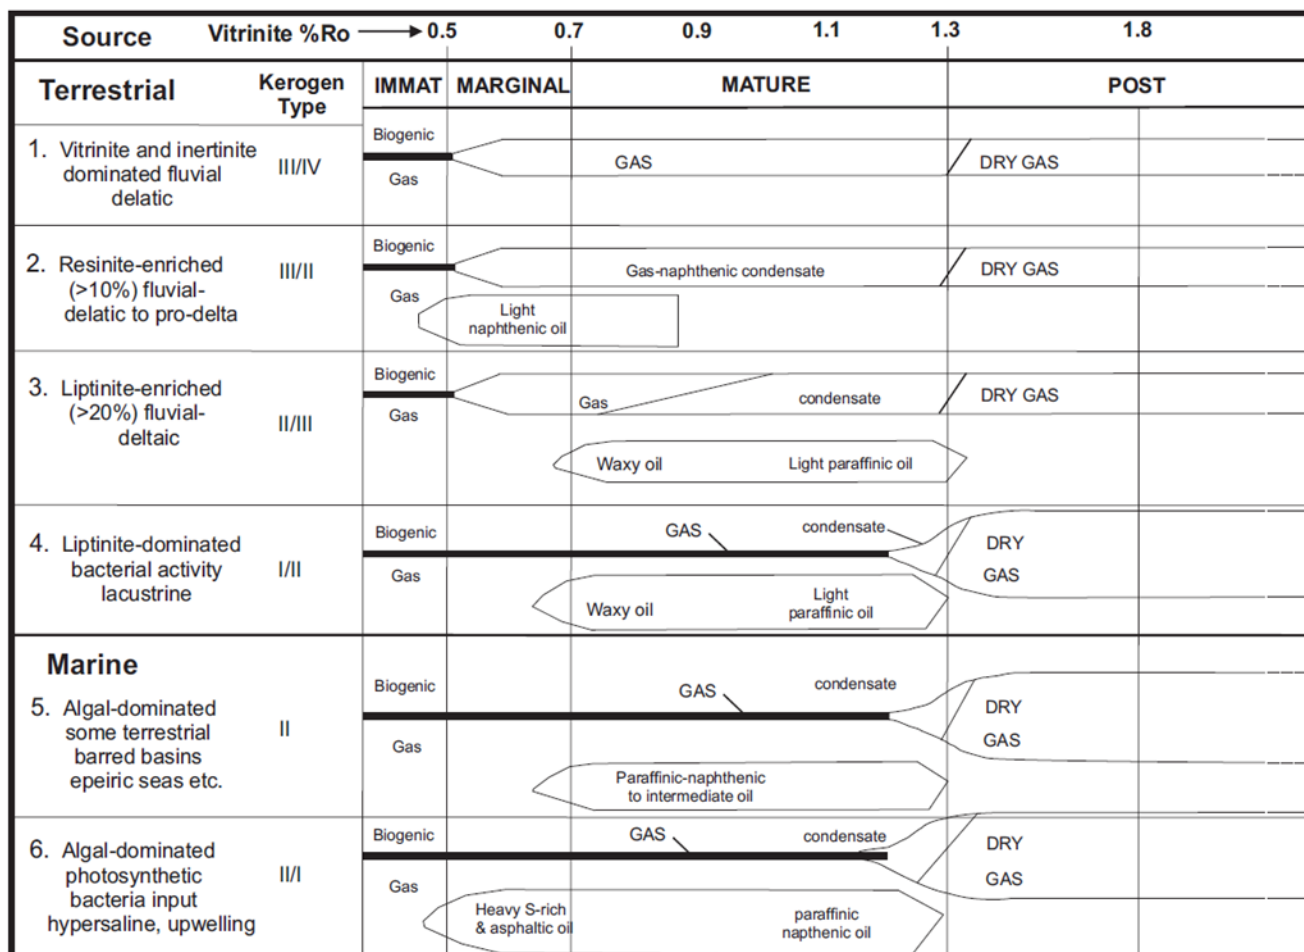 Source Vitrinite %Ro 0.5 0.7 0.9 1.1 1.3 1.8
Terrestrial Kerogen Type IMMAT MARGINAL MATURE POST
1. Vitrinite and inertinite
dominated fluvial
delatic
III/IV
Biogenic
Gas
GAS
DRY GAS
2. Resinite-enriched
(>10%) fluvial-
delatic to pro-delta
III/II
Biogenic
Gas
Gas-naphthenic condensate
DRY GAS
Light
naphthenic oil
3. Liptinite-enriched
(>20%) fluvial-
deltaic
II/III
Biogenic
Gas
Gas
condensate
DRY GAS
Waxy oil
Light paraffinic oil
4. Liptinite-dominated
bacterial activity
lacustrine
I/II
Biogenic
Gas
GAS
condensate
DRY
GAS
Waxy oil
Light
paraffinic oil
Marine
5. Algal-dominated
some terrestrial
barred basins
epeiric seas etc.
II
Biogenic
Gas
GAS
condensate
DRY
GAS
Paraffinic-naphthenic
to intermediate oil
6. Algal-dominated
photosynthetic
bacteria input
hypersaline, upwelling
II/I
Biogenic
Gas
GAS
condensate
DRY
GAS
Heavy S-rich
& asphaltic oil
paraffinic
napthenic oil